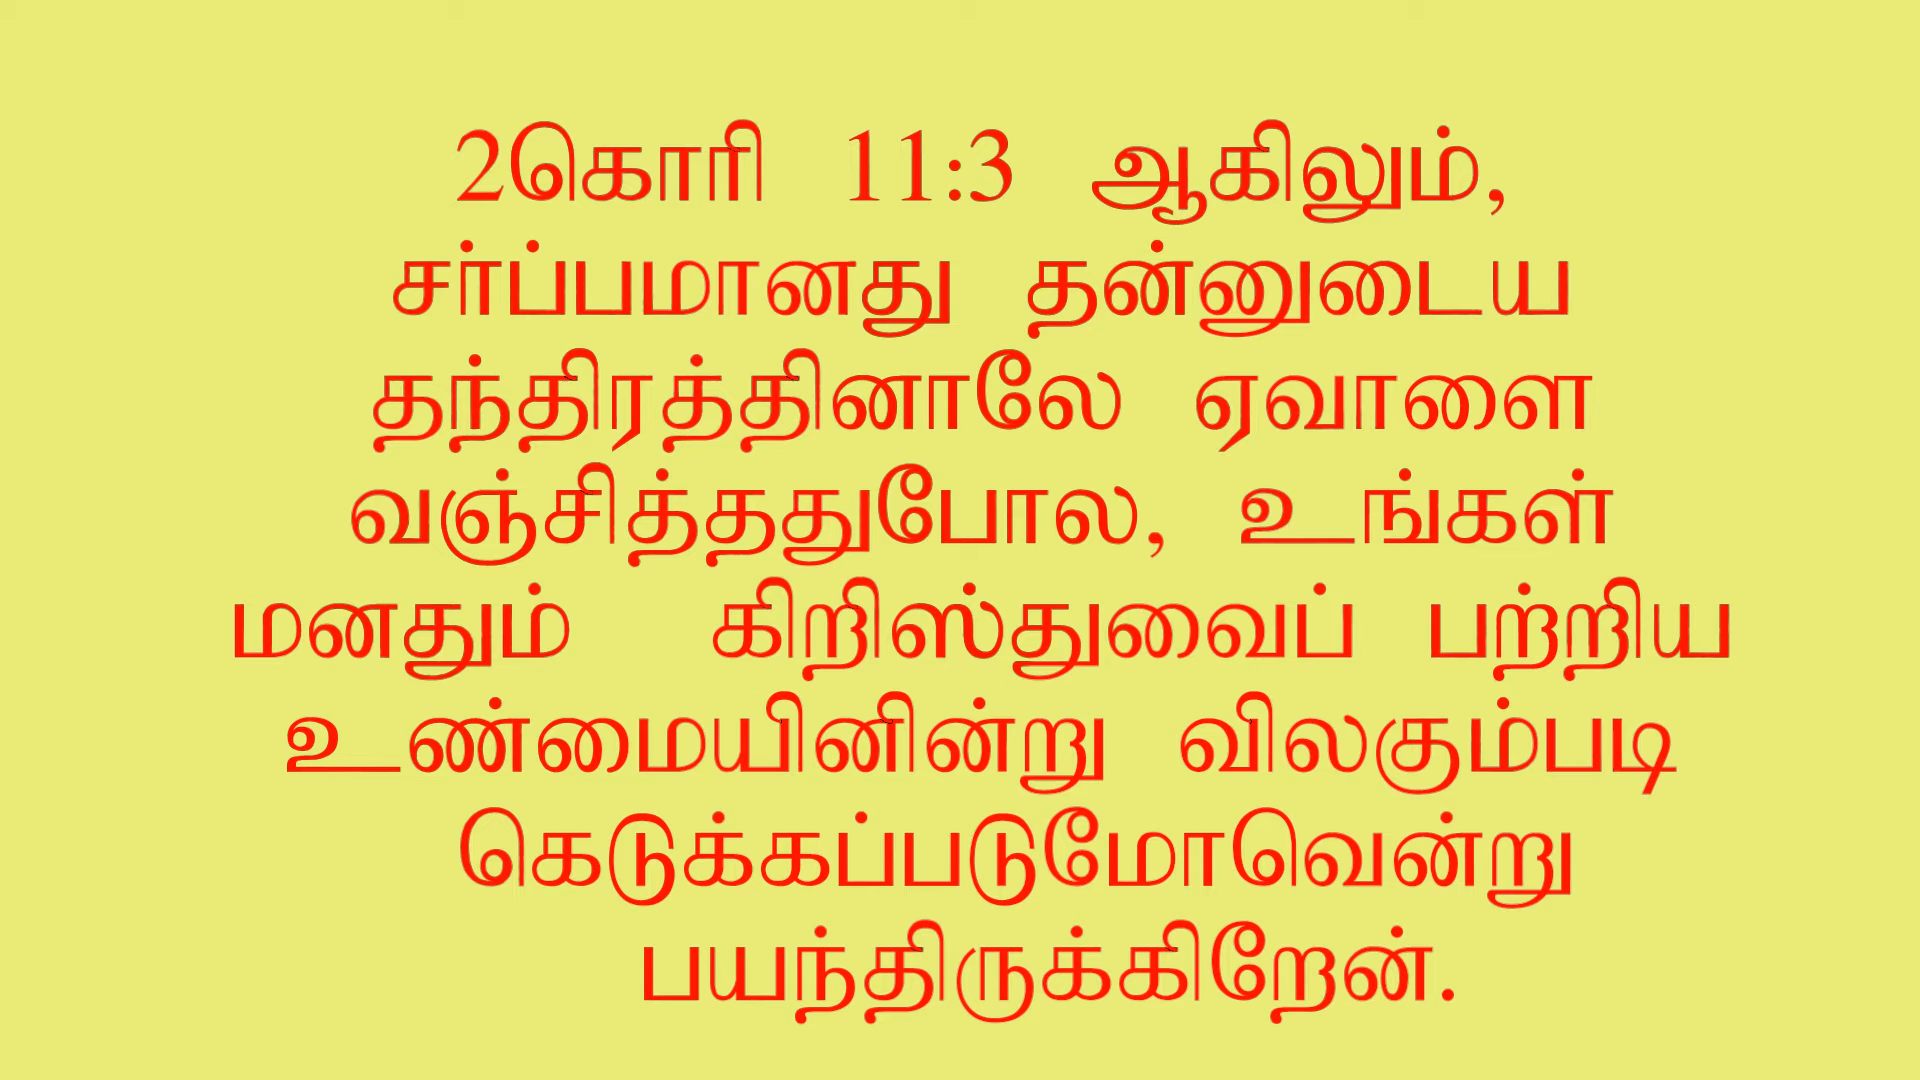 2கொரி 11:3 ஆகிலும்,
சர்ப்பமானது தன்னுடைய
தந்திரத்தினாலே ஏவாளை
வஞ்சித்ததுபோல, உங்கள்
மனதும் கிறிஸ்துவைப் பற்றிய
உண்மையினின்று விலகும்படி
கெடுக்கப்படுமோவென்று
பயந்திருக்கிறேன்.